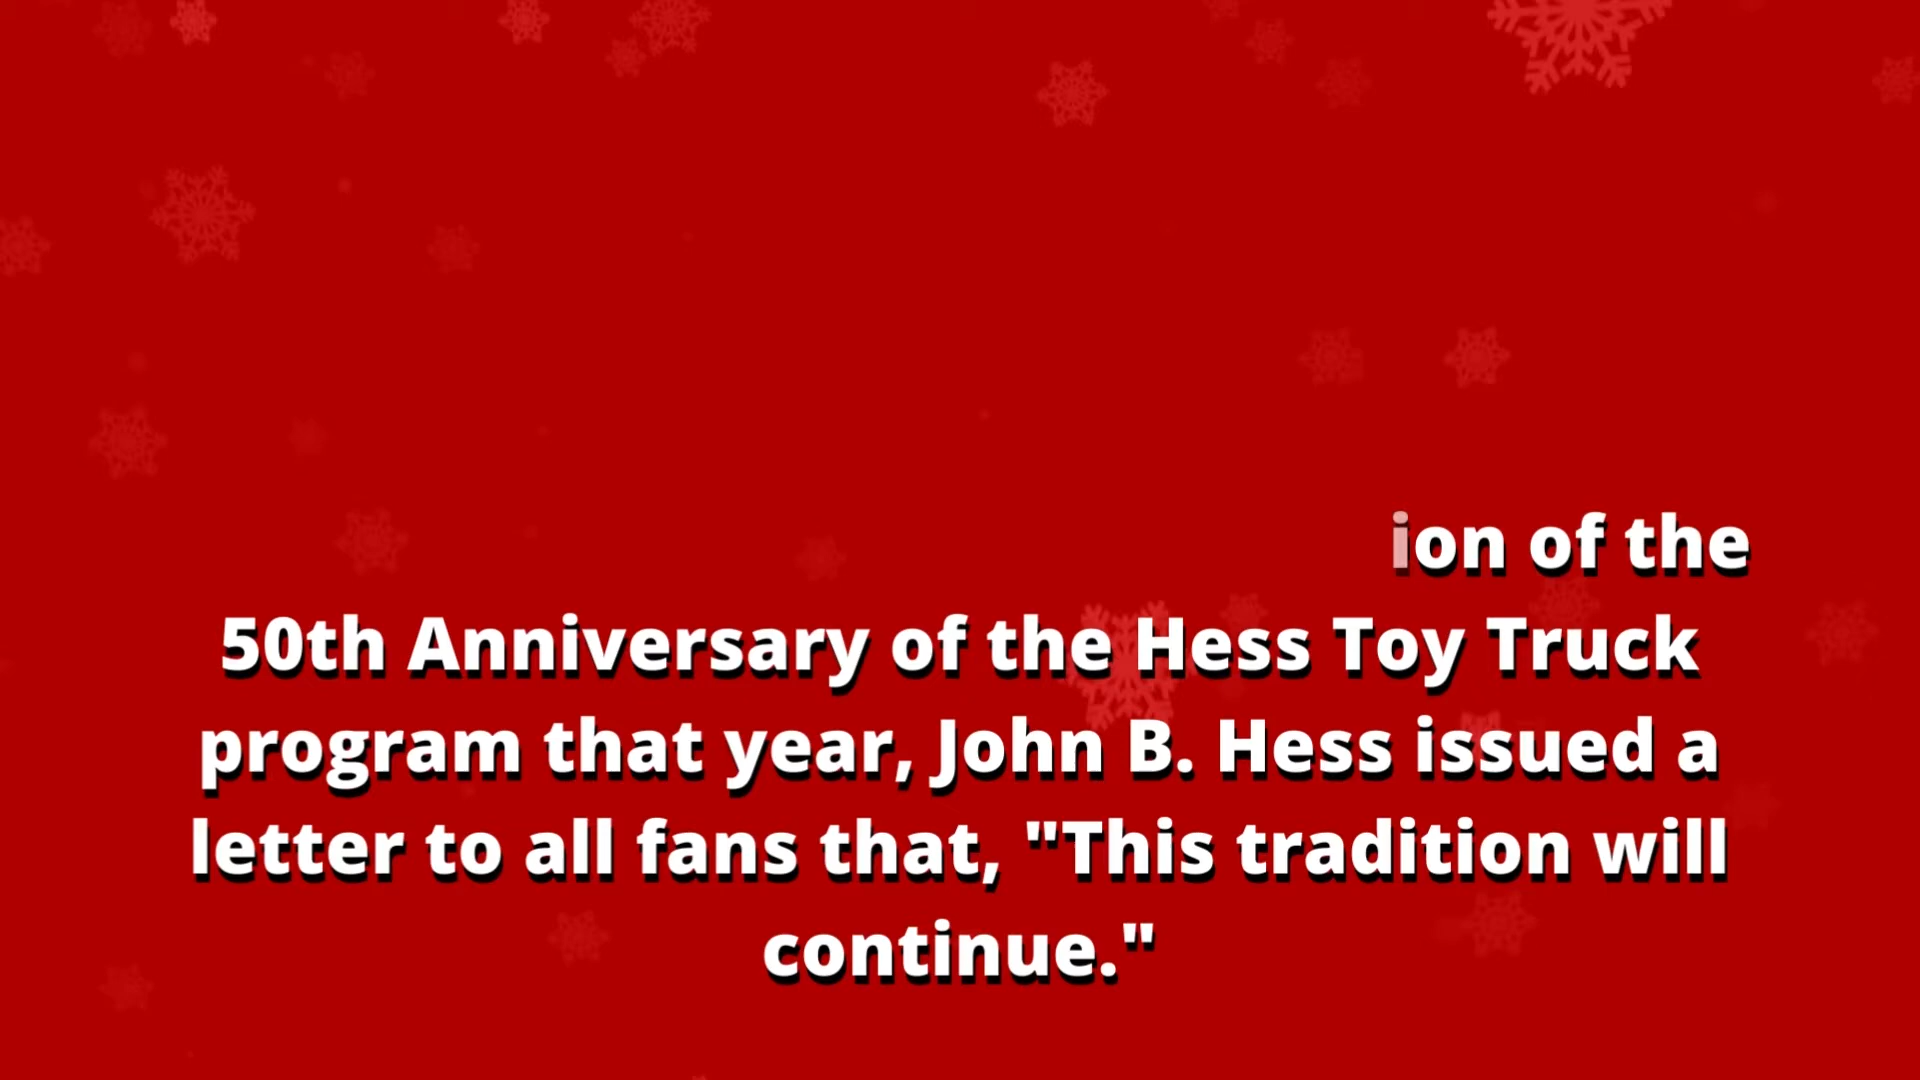 ion of the
50th Anniversary of the Hess Toy Truck
program that year, John B. Hess issued a
letter to all fans that, "This tradition will
continue."